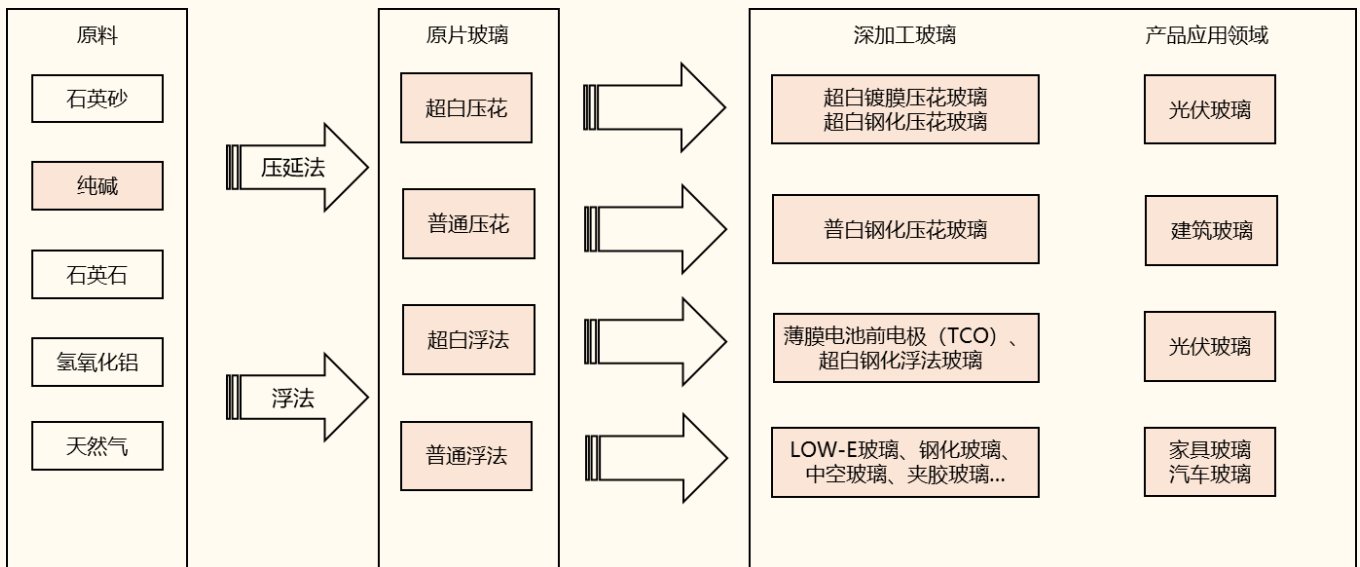 原料
石英砂
纯碱
石英石
氢氧化铝
天然气
压延法
浮法
原片玻璃
超白压花
普通压花
超白浮法
普通浮法
深加工玻璃
产品应用领域
超白镀膜压花玻璃
超白钢化压花玻璃
光伏玻璃
普白钢化压花玻璃
建筑玻璃
薄膜电池前电极（TCO）、
超白钢化浮法玻璃
光伏玻璃
LOW-E玻璃、钢化玻璃、
中空玻璃、夹胶玻璃...
家具玻璃
汽车玻璃